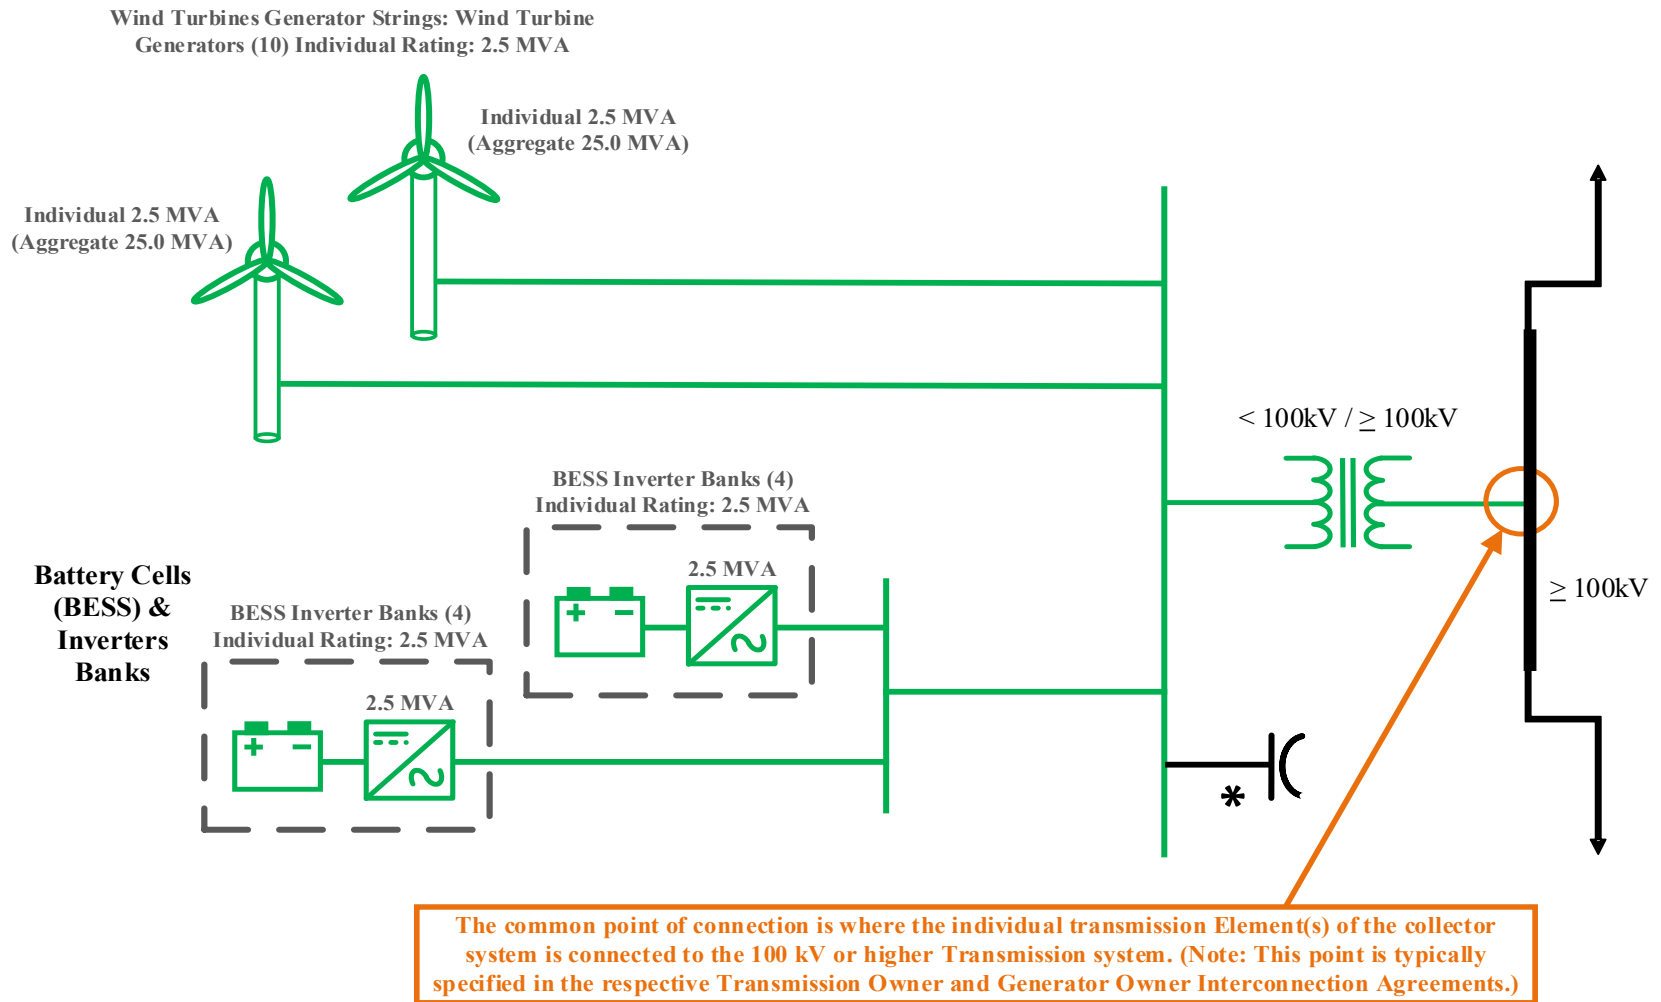 Wind Turbines Generator Strings: Wind Turbine
Generators (10) Individual Rating: 2.5 MVA
Individual 2.5 MVA
(Aggregate 25.0 MVA)
Individual 2.5 MVA
(Aggregate 25.0 MVA)
< 100kV / ≥ 100kV
BESS Inverter Banks (4)
Individual Rating: 2.5 MVA
2.5 MVA
Battery Cells
(BESS) &
Inverters
Banks
BESS Inverter Banks (4)
Individual Rating: 2.5 MVA
2.5 MVA
≥ 100kV
*
The common point of connection is where the individual transmission Element(s) of the collector
system is connected to the 100 kV or higher Transmission system. (Note: This point is typically
specified in the respective Transmission Owner and Generator Owner Interconnection Agreements.)